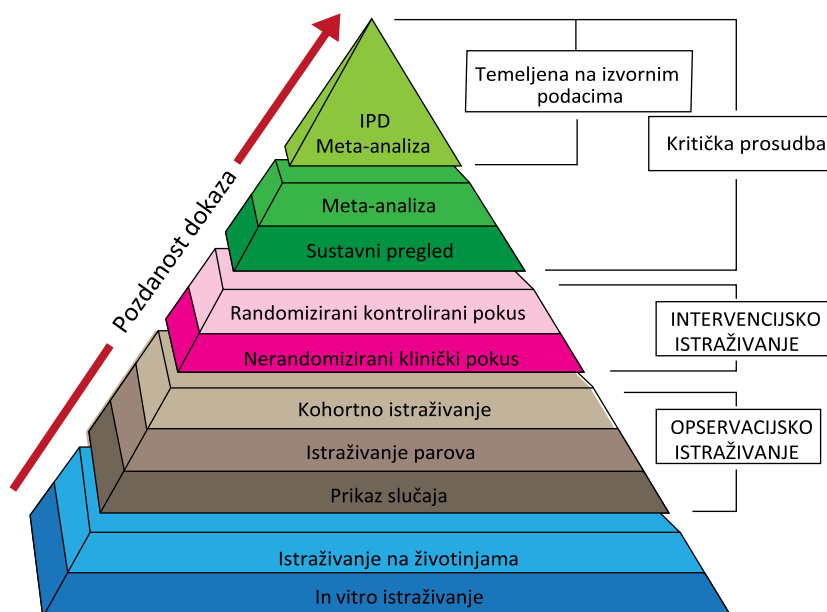 Temeljena na izvornim
podacima
IPD
Meta-analiza
Kritička prosudba
Pozdanost dokaza
Meta-analiza
Sustavni pregled
Randomizirani kontrolirani pokus
INTERVENCIJSKO
ISTRAŽIVANJE
Nerandomizirani klinički pokus
Kohortno istraživanje
OPSERVACIJSKO
ISTRAŽIVANJE
Istraživanje parova
Prikaz slučaja
Istraživanje na životinjama
In vitro istraživanje